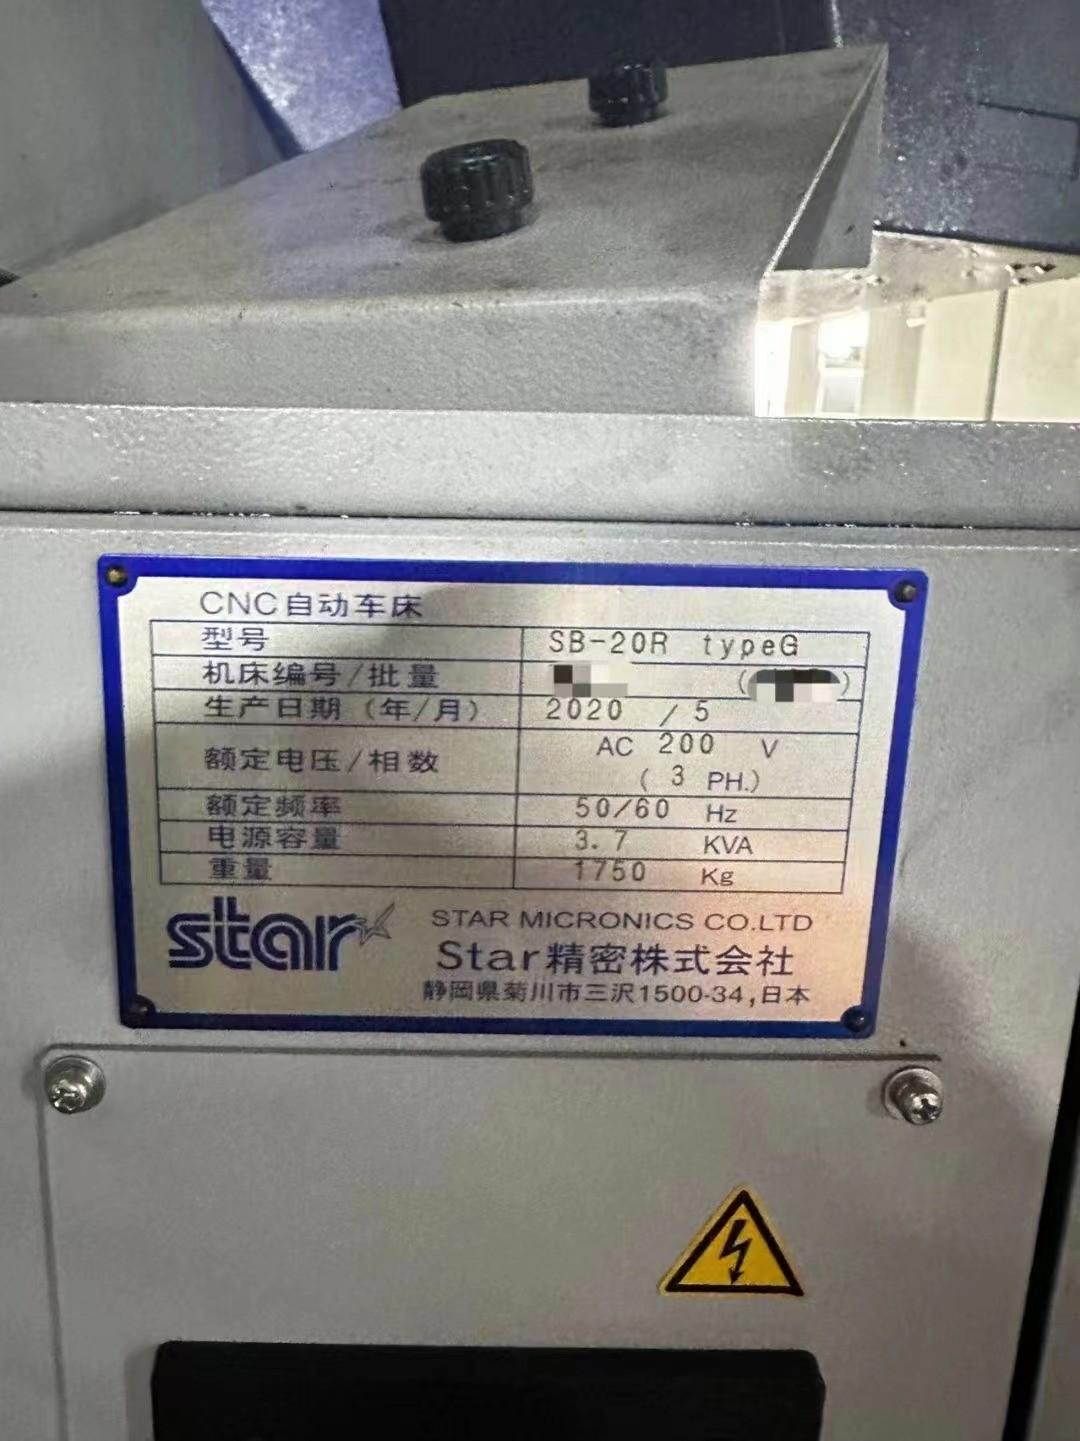 CNC自动车床
型号 SB-20R typeG
机床编号/批量 ( )
生产日期（年/月） 2020 / 5
额定电压/相数 AC 200 V
( 3 PH.)
额定频率 50/60 Hz
电源容量 3.7 KVA
重量 1750 Kg
star STAR MICRONICS CO.LTD
Star精密株式会社
静岡県菊川市三沢1500-34,日本